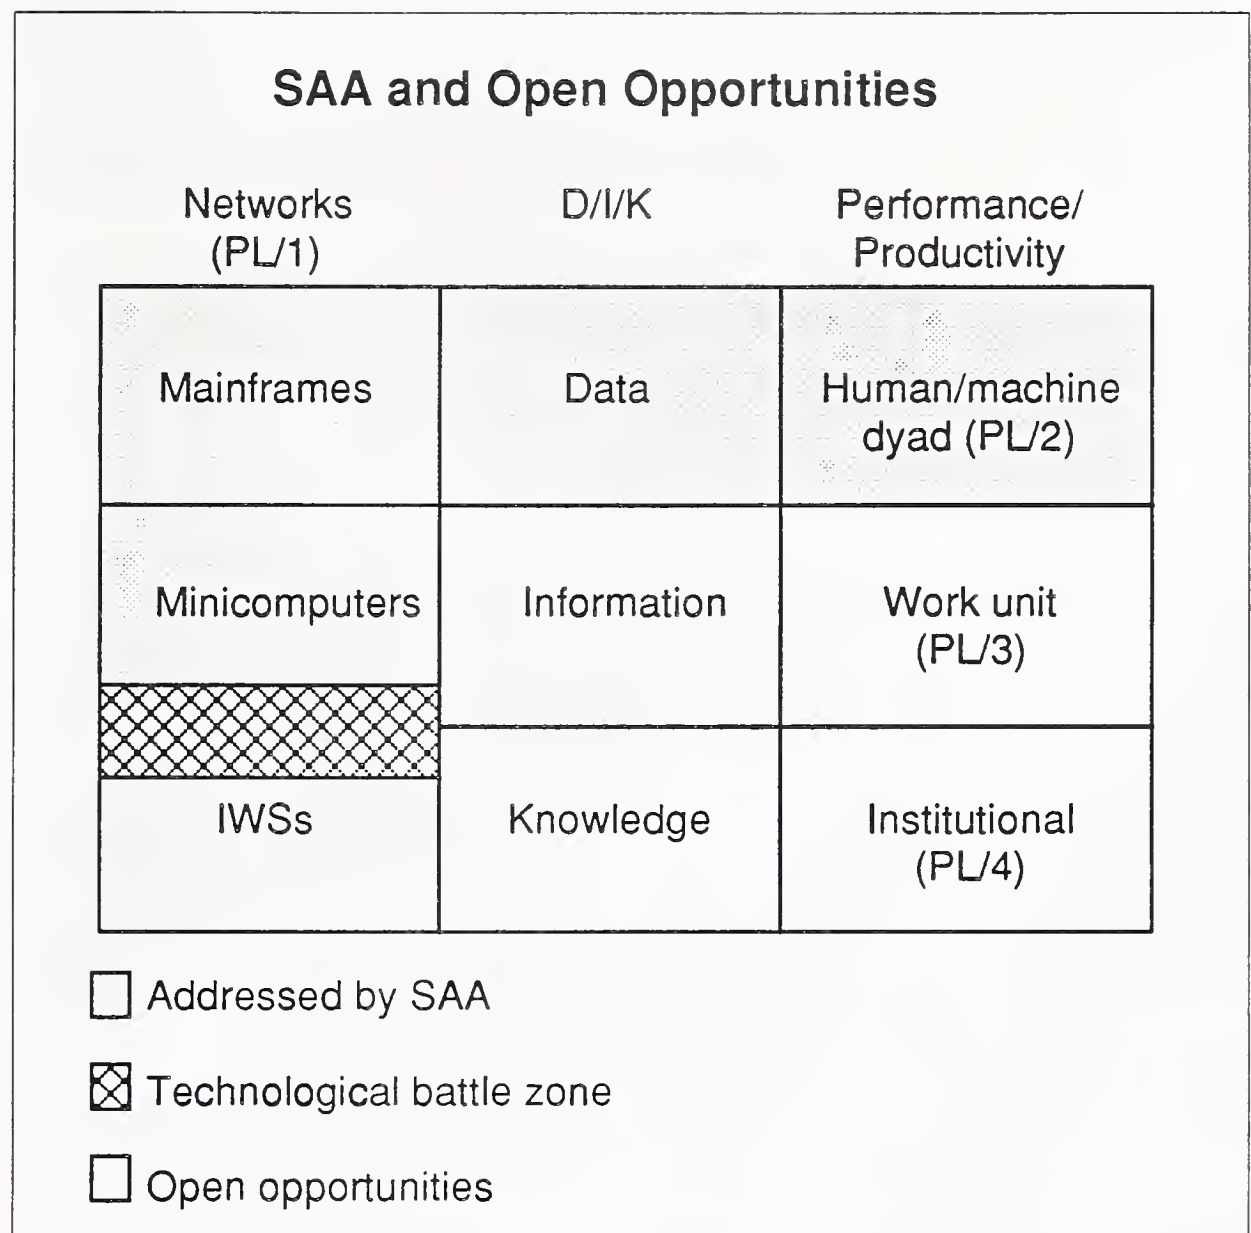 SAA and Open Opportunities
Networks
(PL/1)
D/I/K
Performance/
Productivity
Mainframes
Data
Human/machine
dyad (PL/2)
Minicomputers
Information
Work unit
(PL/3)
IWSs
Knowledge
Institutional
(PL/4)
Addressed by SAA
Technological battle zone
Open opportunities